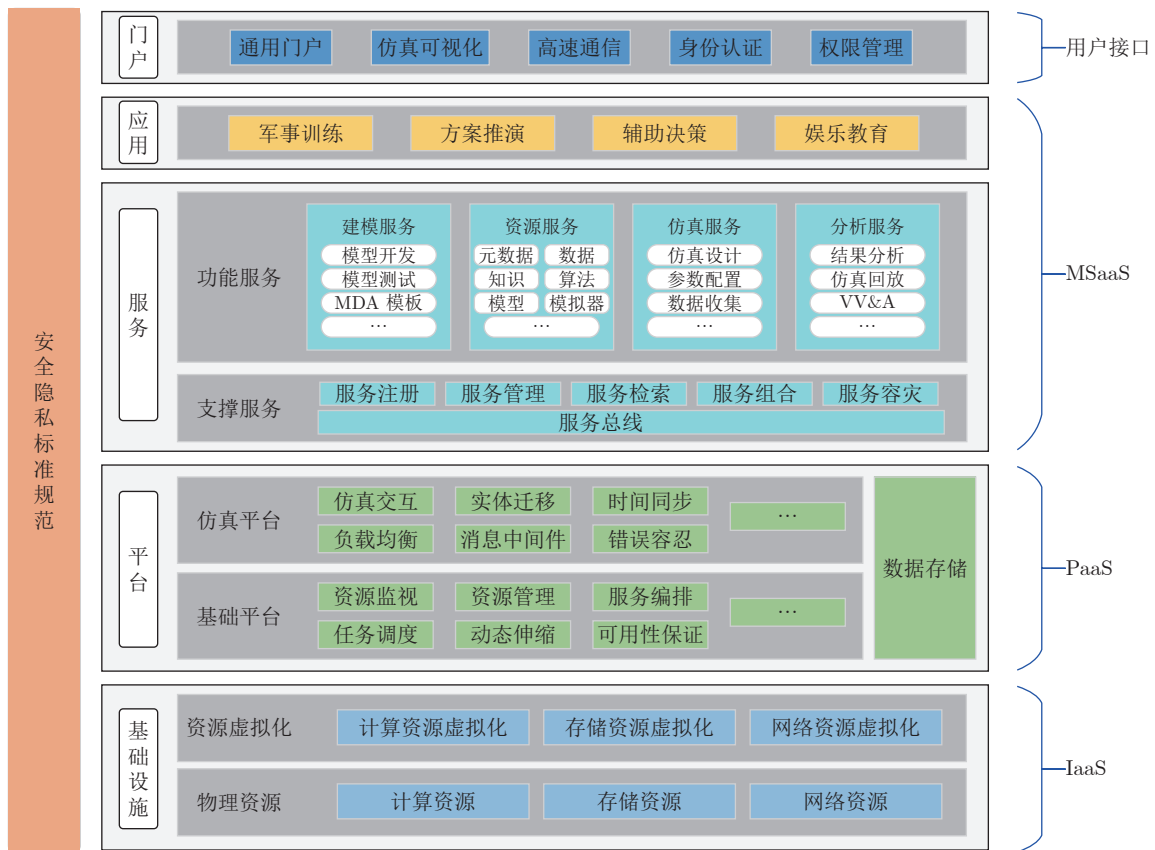 安全隐私标准规范
门户
通用门户
仿真可视化
高速通信
身份认证
权限管理
用户接口
应用
军事训练
方案推演
辅助决策
娱乐教育
服务
功能服务
建模服务
模型开发
模型测试
MDA 模板
…
资源服务
元数据
数据
知识
算法
模型
模拟器
…
仿真服务
仿真设计
参数配置
数据收集
…
分析服务
结果分析
仿真回放
VV&A
…
支撑服务
服务注册
服务管理
服务检索
服务组合
服务容灾
服务总线
MSaaS
平台
仿真平台
仿真交互
实体迁移
时间同步
…
负载均衡
消息中间件
错误容忍
基础平台
资源监视
资源管理
服务编排
…
任务调度
动态伸缩
可用性保证
数据存储
PaaS
基础设施
资源虚拟化
计算资源虚拟化
存储资源虚拟化
网络资源虚拟化
物理资源
计算资源
存储资源
网络资源
IaaS